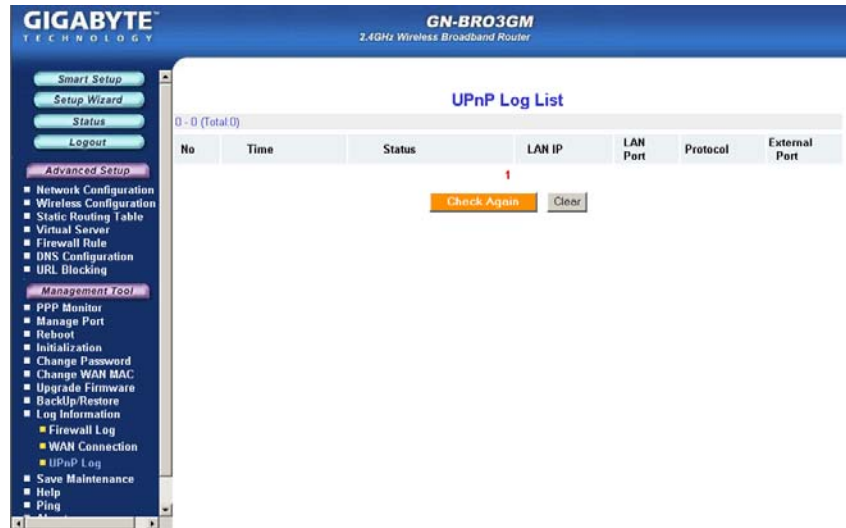 GIGABYTE™
TECHNOLOGY
GN-BR03GM
2.4GHz Wireless Broadband Router
Smart Setup
Setup Wizard
Status
Logout
Advanced Setup
Network Configuration
Wireless Configuration
Static Routing Table
Virtual Server
Firewall Rule
DNS Configuration
URL Blocking
Management Tool
PPP Monitor
Manage Port
Reboot
Initialization
Change Password
Change WAN MAC
Upgrade Firmware
BackUp/Restore
Log Information
Firewall Log
WAN Connection
UPnP Log
Save Maintenance
Help
Ping
UPnP Log List
0 - 0 (Total:0)
No Time Status LAN IP LAN Port Protocol External Port
1
Check Again Clear